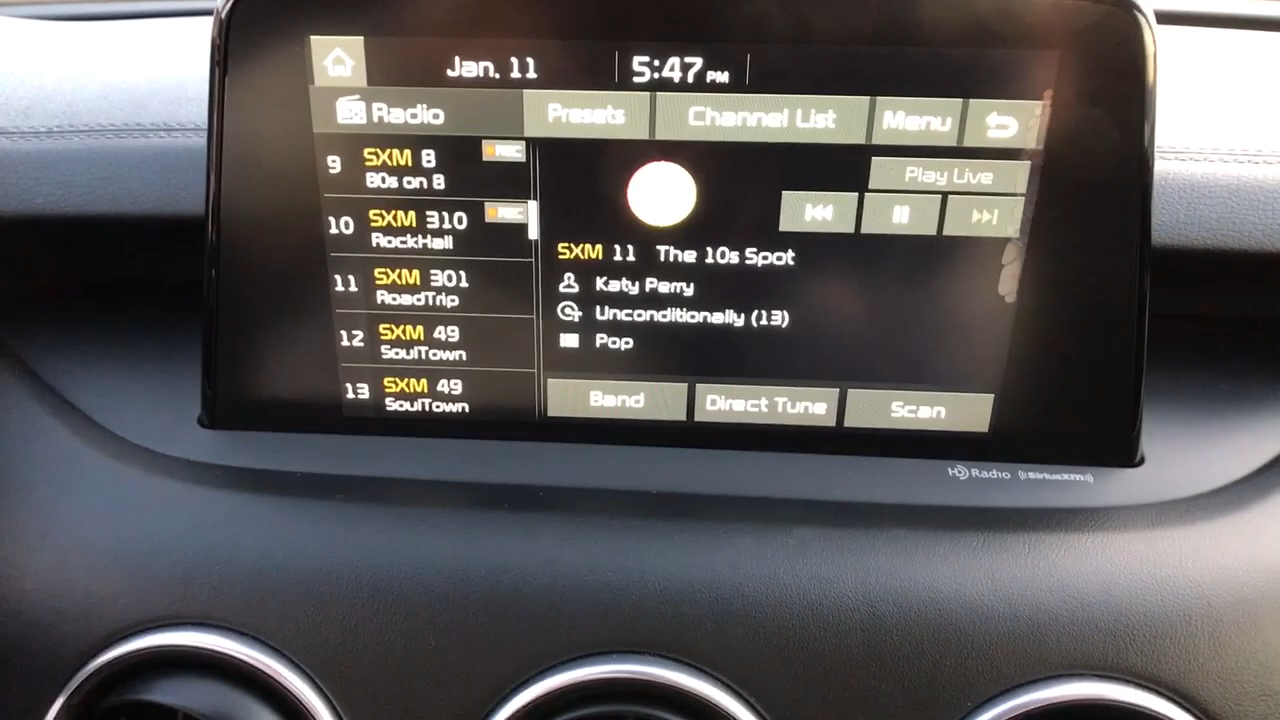 Jan. 11
5:47 PM
Radio
Presets
Channel List
Menu
9 SXM 8 REC
80s on 8
10 SXM 310 REC
RockHall
11 SXM 301
RoadTrip
12 SXM 49
SoulTown
13 SXM 49
SoulTown
Play Live
SXM 11 The 10s Spot
Katy Perry
Unconditionally (13)
Pop
Band
Direct Tune
Scan
HD Radio ((SiriusXM))